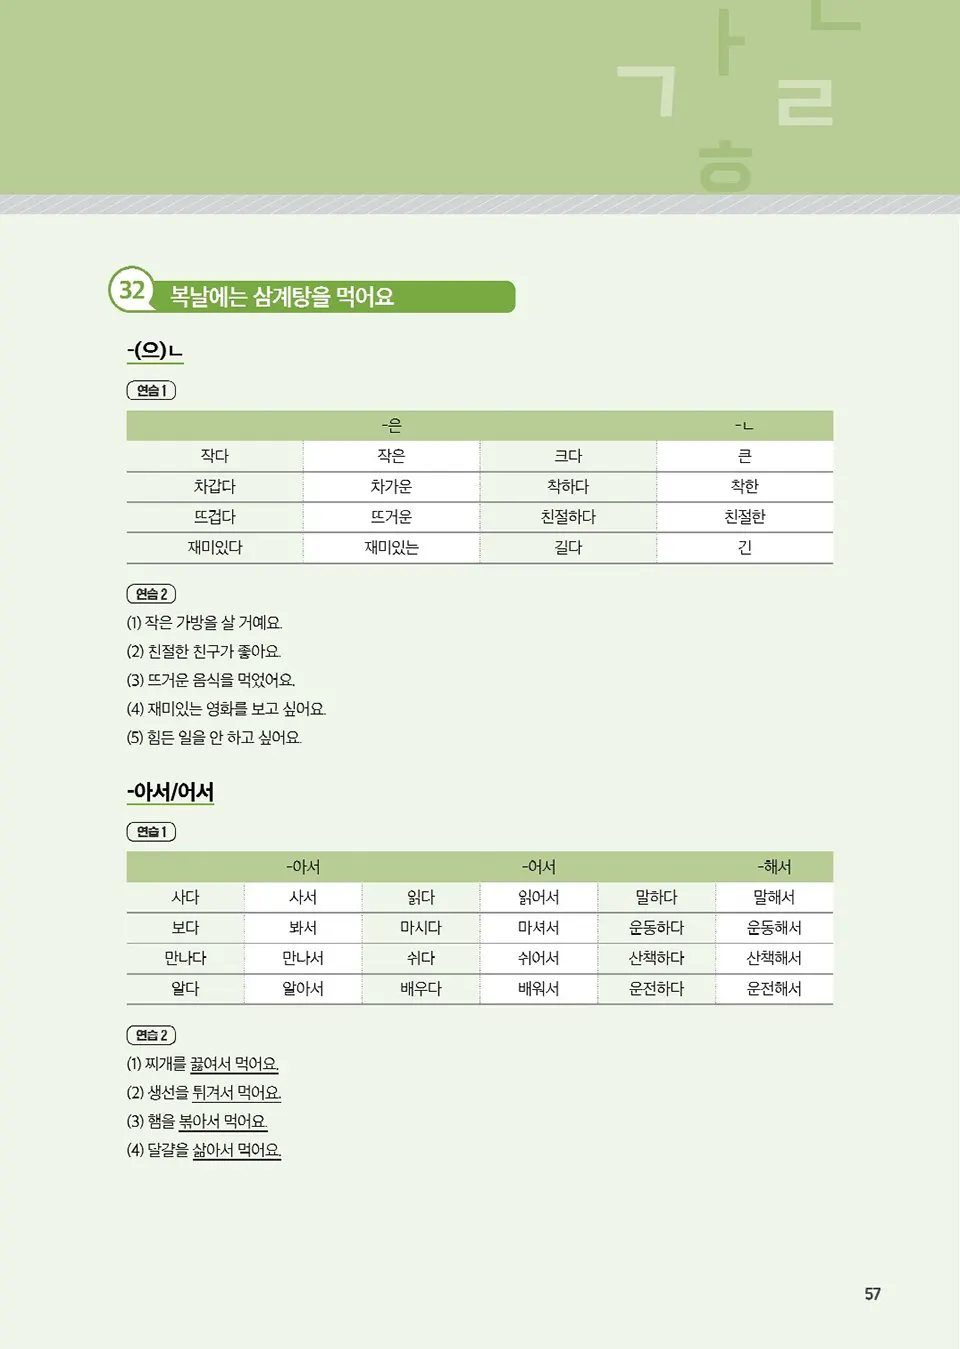 32 복날에는 삼계탕을 먹어요
-(으)ㄴ
연습 1
-은 -ㄴ
작다 작은 크다 큰
차갑다 차가운 착하다 착한
뜨겁다 뜨거운 친절하다 친절한
재미있다 재미있는 길다 긴
연습 2
(1) 작은 가방을 살 거예요.
(2) 친절한 친구가 좋아요.
(3) 뜨거운 음식을 먹었어요.
(4) 재미있는 영화를 보고 싶어요.
(5) 힘든 일을 안 하고 싶어요.
-아서/어서
연습 1
-아서 -어서 -해서
사다 사서 읽다 읽어서 말하다 말해서
보다 봐서 마시다 마셔서 운동하다 운동해서
만나다 만나서 쉬다 쉬어서 산책하다 산책해서
알다 알아서 배우다 배워서 운전하다 운전해서
연습 2
(1) 찌개를 끓여서 먹어요.
(2) 생선을 튀겨서 먹어요.
(3) 햄을 볶아서 먹어요.
(4) 달걀을 삶아서 먹어요.
57